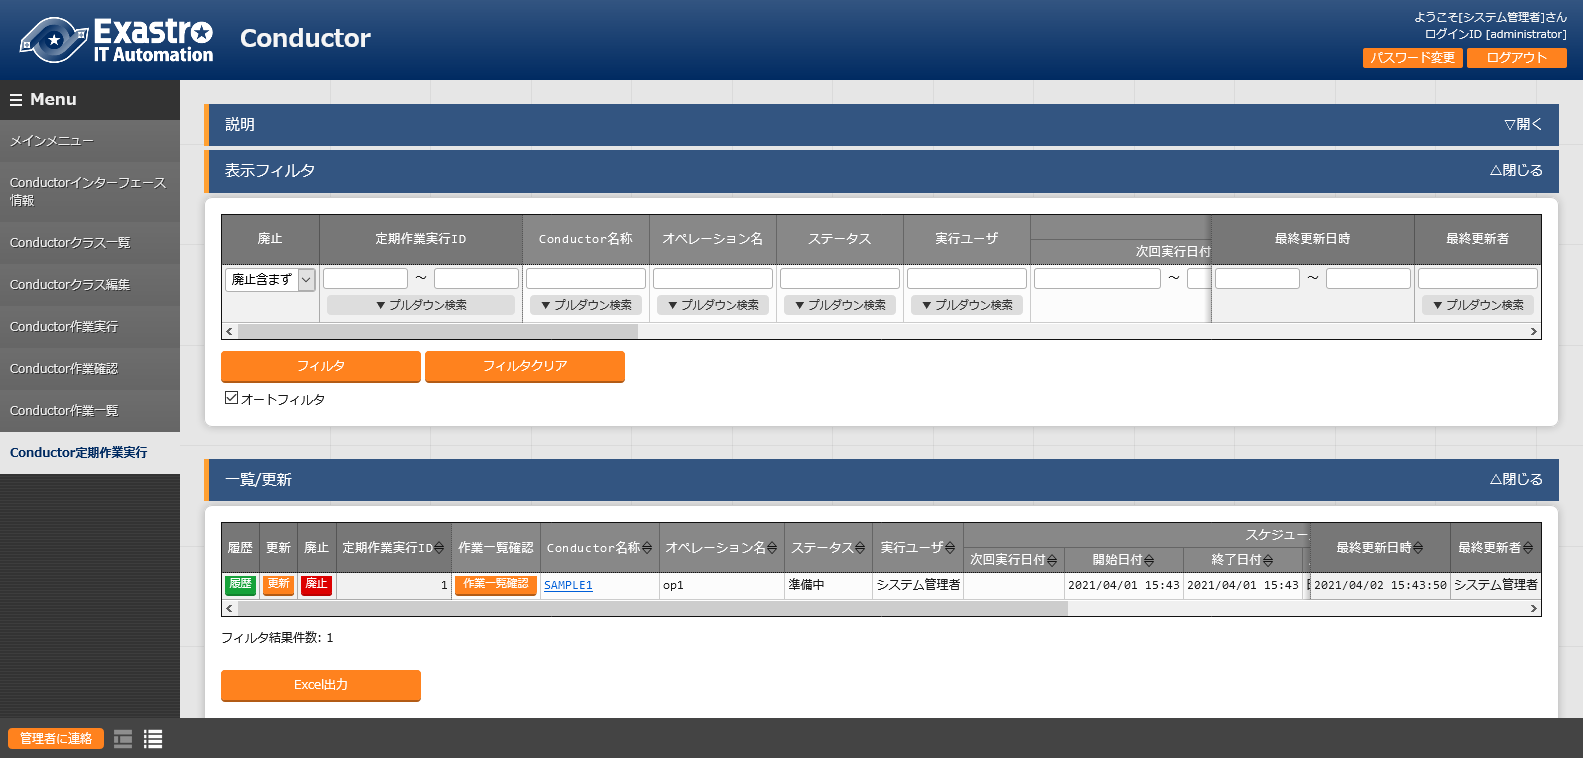 Exastro
IT Automation
Conductor
ようこそ[システム管理者]さん
ログインID [administrator]
パスワード変更
ログアウト
Menu
メインメニュー
Conductorインターフェース
情報
Conductorクラス一覧
Conductorクラス編集
Conductor作業実行
Conductor作業確認
Conductor作業一覧
Conductor定期作業実行
説明
▽開く
表示フィルタ
△閉じる
廃止
定期作業実行ID
Conductor名称
オペレーション名
ステータス
実行ユーザ
次回実行日付
最終更新日時
最終更新者
廃止含まず
～
～
～
▼プルダウン検索
▼プルダウン検索
▼プルダウン検索
▼プルダウン検索
▼プルダウン検索
▼プルダウン検索
フィルタ
フィルタクリア
オートフィルタ
一覧/更新
△閉じる
履歴
更新
廃止
定期作業実行ID
作業一覧確認
Conductor名称
オペレーション名
ステータス
実行ユーザ
スケジュー
次回実行日付
開始日付
終了日付
最終更新日時
最終更新者
履歴
更新
廃止
1
作業一覧確認
SAMPLE1
op1
準備中
システム管理者
2021/04/01 15:43
2021/04/01 15:43
2021/04/02 15:43:50
システム管理者
フィルタ結果件数: 1
Excel出力
管理者に連絡